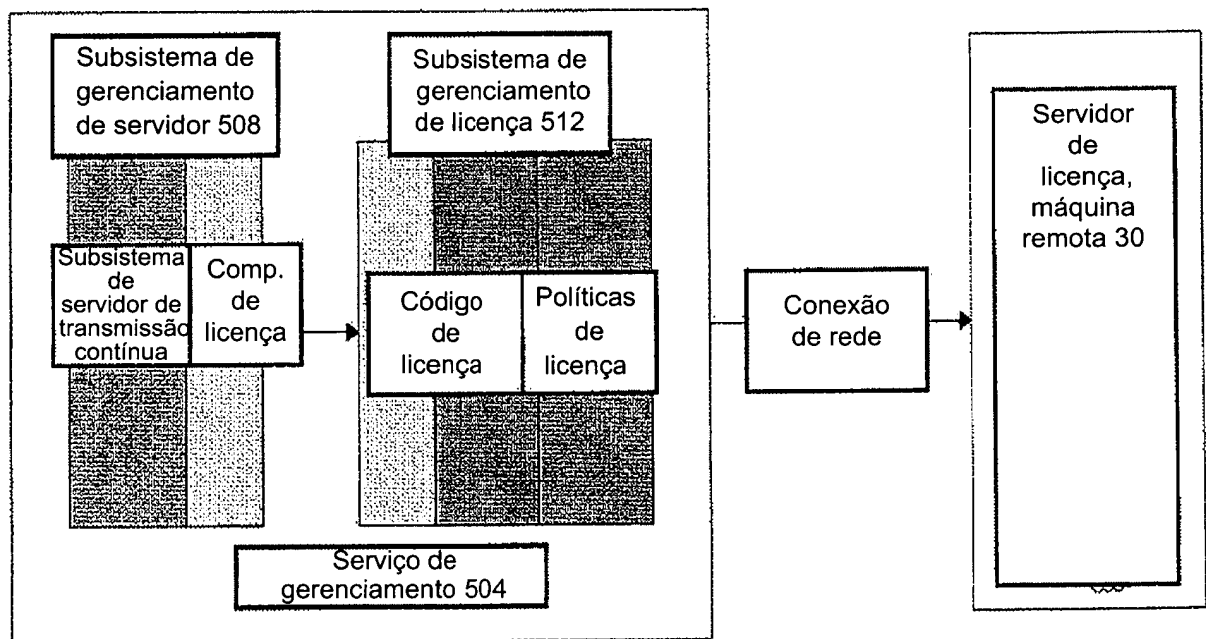 Subsistema de
gerenciamento
de servidor 508
Subsistema de
gerenciamento
de licença 512
Subsistema
de
servidor de
transmissão
contínua
Comp.
de
licença
Código
de
licença
Políticas
de
licença
Serviço de
gerenciamento 504
Conexão
de rede
Servidor
de
licença,
máquina
remota 30